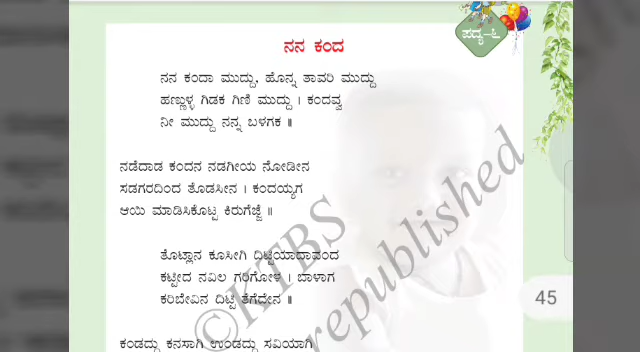 ಪದ್ಯ-೬
ನನ ಕಂದ
ನನ ಕಂದಾ ಮುದ್ದು, ಹೊನ್ನ ತಾವರಿ ಮುದ್ದು
ಹಣ್ಣುಳ್ಳ ಗಿಡಕ ಗಿಣಿ ಮುದ್ದು । ಕಂದವ್ವ
ನೀ ಮುದ್ದು ನನ್ನ ಬಳಗಕ ॥
ನಡೆದಾಡ ಕಂದನ ನಡಗೀಯ ನೋಡೀನ
ಸಡಗರದಿಂದ ತೊಡಸೀನ । ಕಂದಯ್ಯಗ
ಆಯಿ ಮಾಡಿಸಿಕೊಟ್ಟ ಕಿರುಗೆಜ್ಜೆ ॥
ತೊಟ್ಲಾನ ಕೂಸೀಗಿ ದಿಟ್ಟಿಯಾದಾವಂದ
ಕಟ್ಟೀದ ನವಿಲ ಗರಿಗೋಳ । ಬಾಳಾಗ
ಕರಿಬೇವಿನ ದಿಟ್ಟಿ ತೆಗೆದೇನ ॥
45
ಕಂಡದ್ದು ಕನಸಾಗಿ ಉಂಡದ್ದು ಸವಿಯಾಗಿ
©KTBS
republished